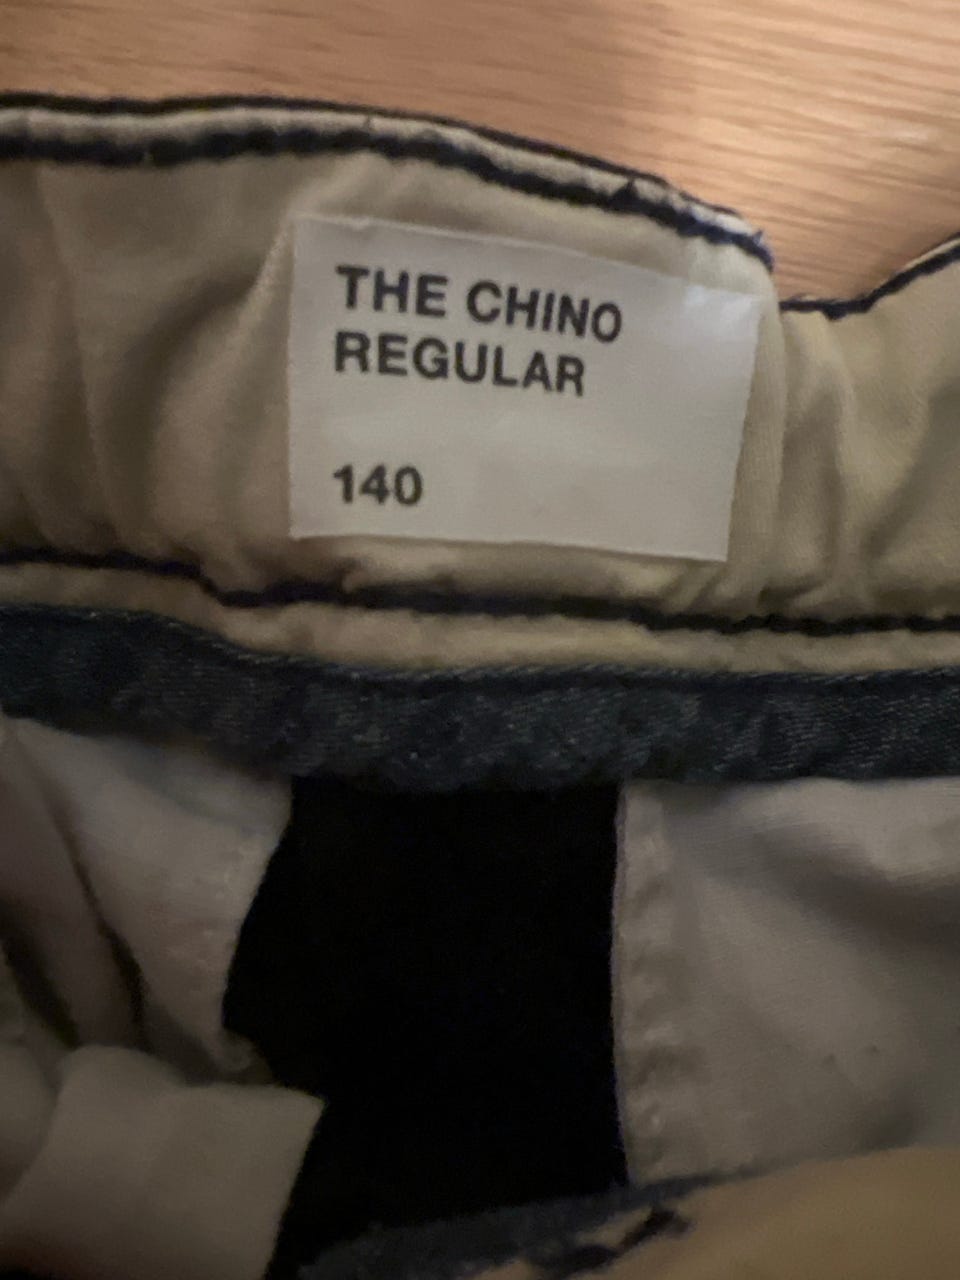 THE CHINO
REGULAR
140